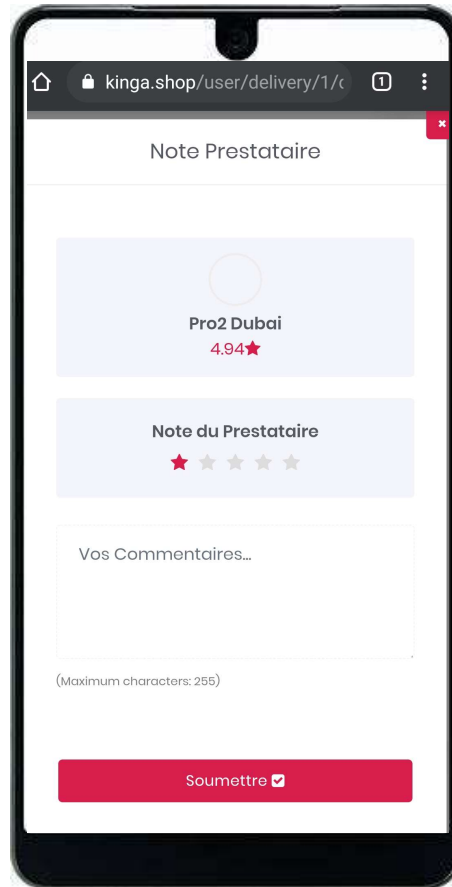 kinga.shop/user/delivery/1/
1
Note Prestataire
Pro2 Dubai
4.94
Note du Prestataire
Vos Commentaires...
(Maximum characters: 255)
Soumettre